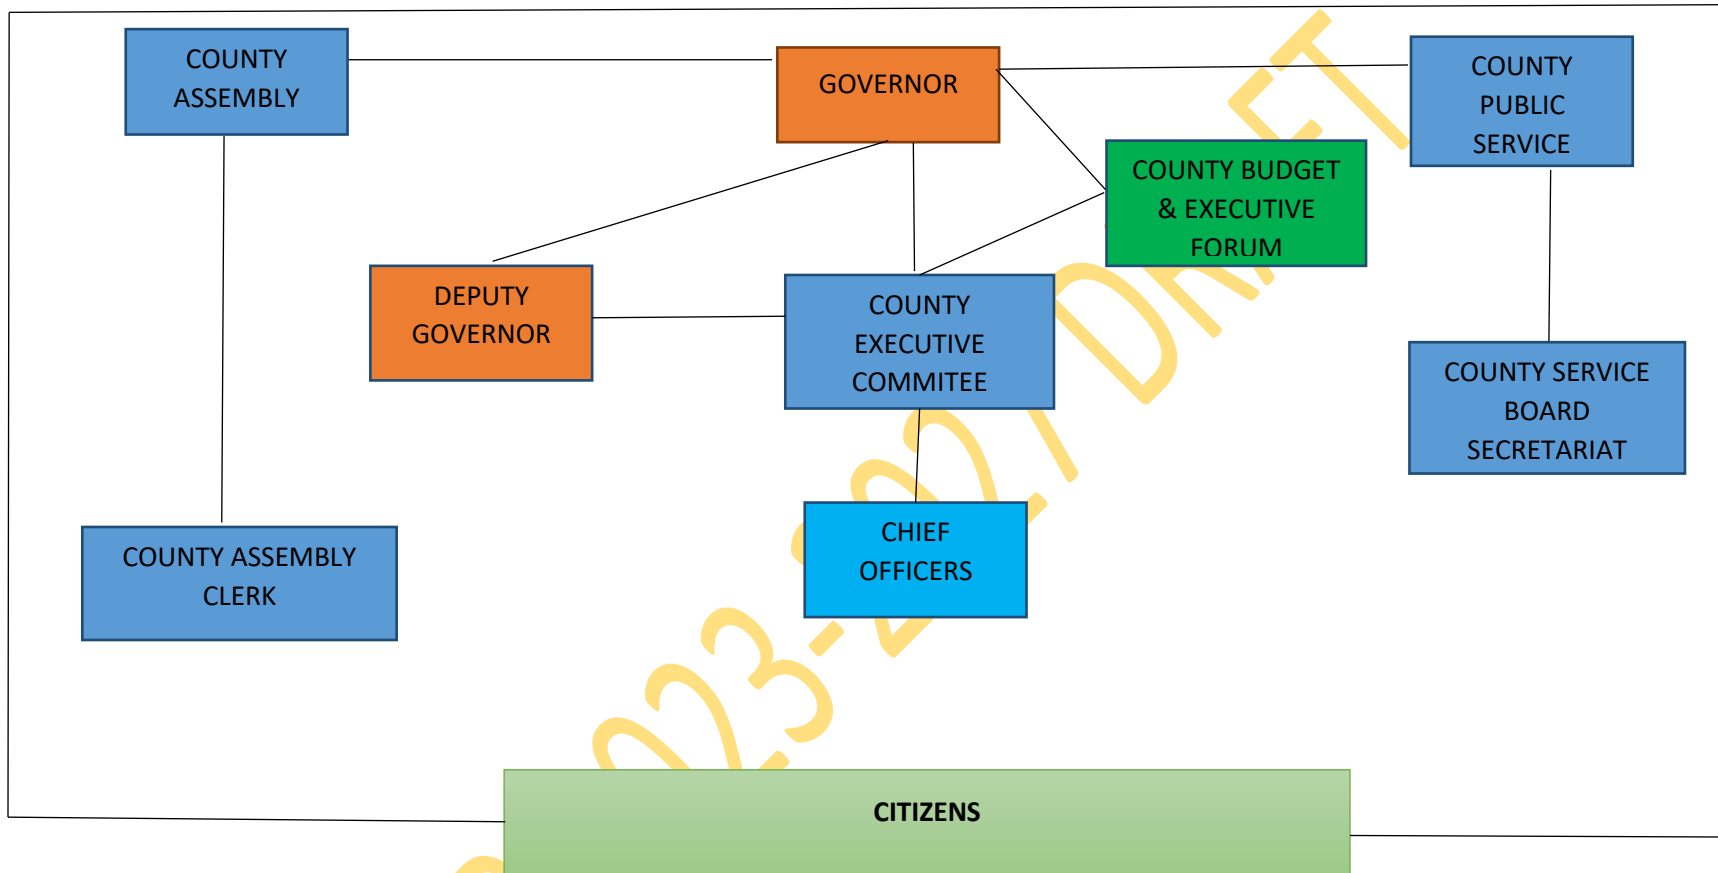 COUNTY
ASSEMBLY
GOVERNOR
COUNTY
PUBLIC
SERVICE
COUNTY BUDGET
& EXECUTIVE
FORUM
DEPUTY
GOVERNOR
COUNTY
EXECUTIVE
COMMITEE
COUNTY SERVICE
BOARD
SECRETARIAT
CHIEF
OFFICERS
COUNTY ASSEMBLY
CLERK
CITIZENS